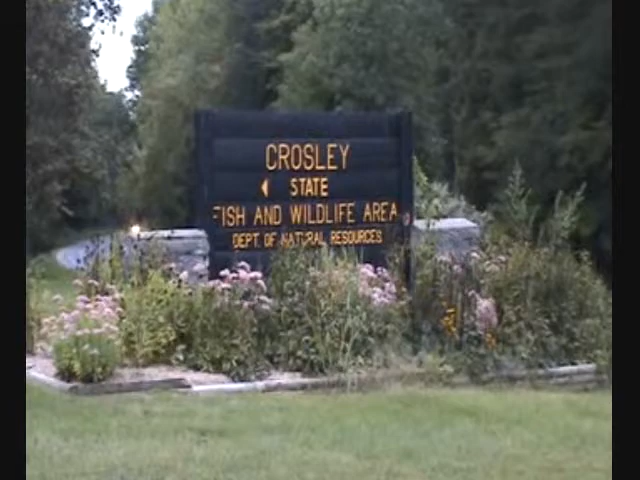 CROSLEY
STATE
FISH AND WILDLIFE AREA
DEPT. OF NATURAL RESOURCES